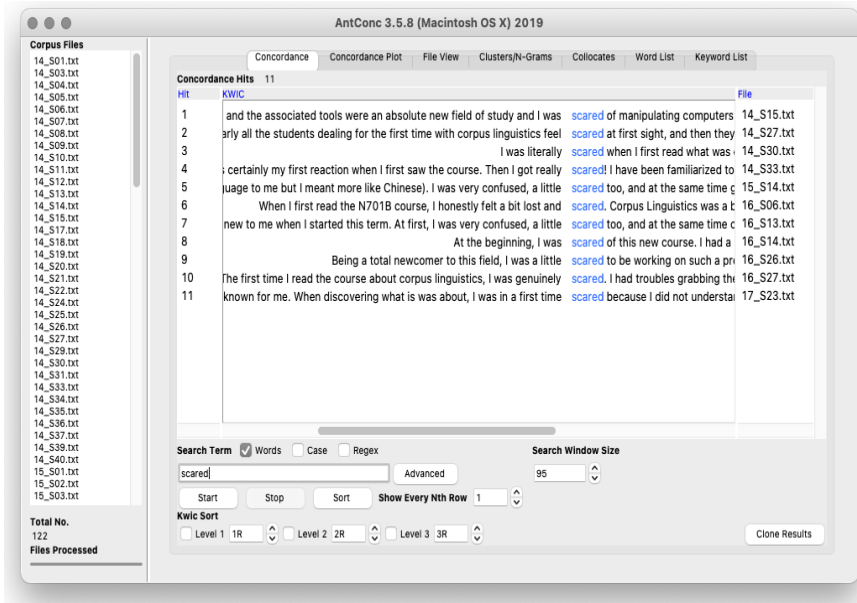 AntConc 3.5.8 (Macintosh OS X) 2019
Corpus Files
14_S01.txt
14_S03.txt
14_S04.txt
14_S05.txt
14_S06.txt
14_S07.txt
14_S08.txt
14_S09.txt
14_S10.txt
14_S11.txt
14_S12.txt
14_S13.txt
14_S14.txt
14_S15.txt
14_S17.txt
14_S18.txt
14_S19.txt
14_S20.txt
14_S21.txt
14_S22.txt
14_S24.txt
14_S25.txt
14_S26.txt
14_S27.txt
14_S29.txt
14_S30.txt
14_S31.txt
14_S33.txt
14_S34.txt
14_S35.txt
14_S36.txt
14_S37.txt
14_S39.txt
14_S40.txt
15_S01.txt
15_S02.txt
15_S03.txt
Total No.
122
Files Processed
Concordance Concordance Plot File View Clusters/N-Grams Collocates Word List Keyword List
Concordance Hits 11
Hit KWIC File
1 and the associated tools were an absolute new field of study and I was scared of manipulating computers 14_S15.txt
2 arly all the students dealing for the first time with corpus linguistics feel scared at first sight, and then they 14_S27.txt
3 I was literally scared when I first read what was 14_S30.txt
4 s certainly my first reaction when I first saw the course. Then I got really scared! I have been familiarized to 14_S33.txt
5 guage to me but I meant more like Chinese). I was very confused, a little scared too, and at the same time g 15_S14.txt
6 When I first read the N701B course, I honestly felt a bit lost and scared. Corpus Linguistics was a b 16_S06.txt
7 new to me when I started this term. At first, I was very confused, a little scared too, and at the same time c 16_S13.txt
8 At the beginning, I was scared of this new course. I had a 16_S14.txt
9 Being a total newcomer to this field, I was a little scared to be working on such a pr 16_S26.txt
10 The first time I read the course about corpus linguistics, I was genuinely scared. I had troubles grabbing the 16_S27.txt
11 known for me. When discovering what is was about, I was in a first time scared because I did not understa 17_S23.txt
Search Term Words Case Regex Search Window Size
scared Advanced 95
Start Stop Sort Show Every Nth Row 1
Kwic Sort
Level 1 1R Level 2 2R Level 3 3R Clone Results